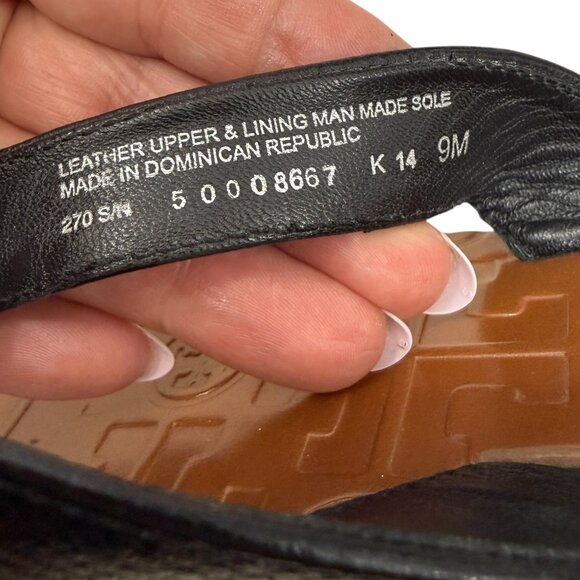 LEATHER UPPER & LINING MAN MADE SOLE
MADE IN DOMINICAN REPUBLIC
270 S/N 50008667 K 14 9M